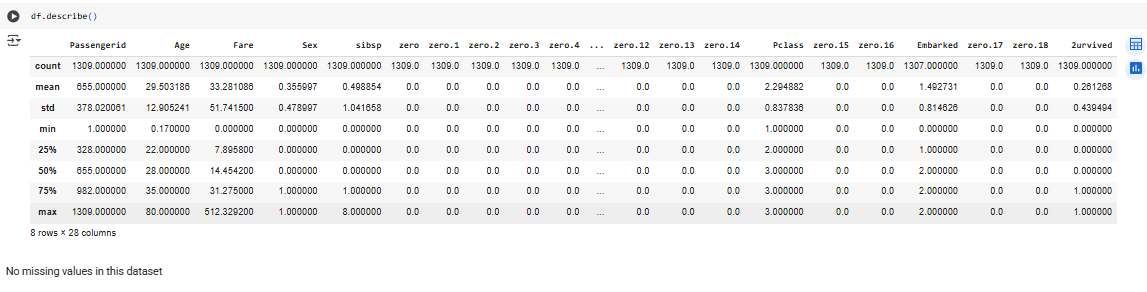 df.describe()
Passengerid Age Fare Sex sibsp zero zero.1 zero.2 zero.3 zero.4 ... zero.12 zero.13 zero.14 Pclass zero.15 zero.16 Embarked zero.17 zero.18 2urvived
count 1309.000000 1309.000000 1309.000000 1309.000000 1309.000000 1309.0 1309.0 1309.0 1309.0 1309.0 ... 1309.0 1309.0 1309.0 1309.000000 1309.0 1309.0 1307.000000 1309.0 1309.0 1309.000000
mean 655.000000 29.503186 33.281086 0.355997 0.498854 0.0 0.0 0.0 0.0 0.0 ... 0.0 0.0 0.0 2.294882 0.0 0.0 1.492731 0.0 0.0 0.261268
std 378.020061 12.905241 51.741500 0.478997 1.041658 0.0 0.0 0.0 0.0 0.0 ... 0.0 0.0 0.0 0.837836 0.0 0.0 0.814626 0.0 0.0 0.439494
min 1.000000 0.170000 0.000000 0.000000 0.000000 0.0 0.0 0.0 0.0 0.0 ... 0.0 0.0 0.0 1.000000 0.0 0.0 0.000000 0.0 0.0 0.000000
25% 328.000000 22.000000 7.895800 0.000000 0.000000 0.0 0.0 0.0 0.0 0.0 ... 0.0 0.0 0.0 2.000000 0.0 0.0 1.000000 0.0 0.0 0.000000
50% 655.000000 28.000000 14.454200 0.000000 0.000000 0.0 0.0 0.0 0.0 0.0 ... 0.0 0.0 0.0 3.000000 0.0 0.0 2.000000 0.0 0.0 0.000000
75% 982.000000 35.000000 31.275000 1.000000 1.000000 0.0 0.0 0.0 0.0 0.0 ... 0.0 0.0 0.0 3.000000 0.0 0.0 2.000000 0.0 0.0 1.000000
max 1309.000000 80.000000 512.329200 1.000000 8.000000 0.0 0.0 0.0 0.0 0.0 ... 0.0 0.0 0.0 3.000000 0.0 0.0 2.000000 0.0 0.0 1.000000
8 rows × 28 columns
No missing values in this dataset